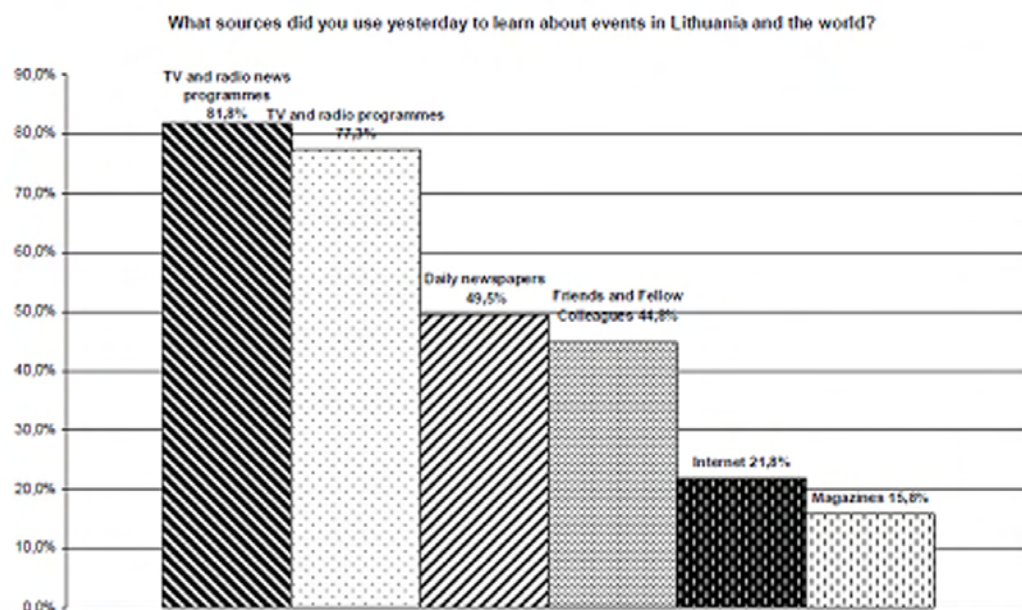 What sources did you use yesterday to learn about events in Lithuania and the world?
90,0%
80,0%
70,0%
60,0%
50,0%
40,0%
30,0%
20,0%
10,0%
0,0%
TV and radio news
programmes
81,8%
TV and radio programmes
77,3%
Daily newspapers
49,5%
Friends and Fellow
Colleagues 44,8%
Internet 21,8%
Magazines 15,8%